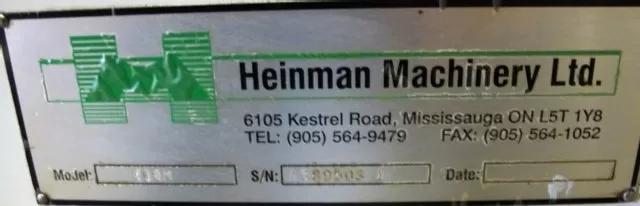 Heinman Machinery Ltd.
6105 Kestrel Road, Mississauga ON L5T 1Y8
TEL: (905) 564-9479 FAX: (905) 564-1052
Model: S/N: Date: